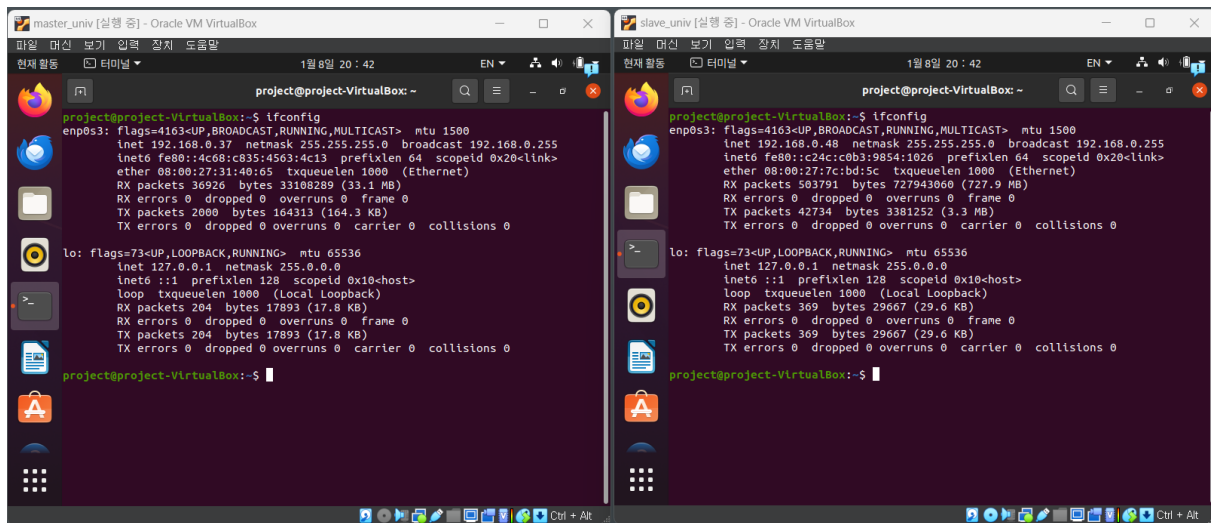 master_univ [실행 중] - Oracle VM VirtualBox
파일 머신 보기 입력 장치 도움말
현재 활동 터미널 1월 8일 20 : 42 EN
project@project-VirtualBox: ~
project@project-VirtualBox:~$ ifconfig
enp0s3: flags=4163<UP,BROADCAST,RUNNING,MULTICAST> mtu 1500
inet 192.168.0.37 netmask 255.255.255.0 broadcast 192.168.0.255
inet6 fe80::4c68:c835:4563:4c13 prefixlen 64 scopeid 0x20<link>
ether 08:00:27:31:40:65 txqueuelen 1000 (Ethernet)
RX packets 36926 bytes 33108289 (33.1 MB)
RX errors 0 dropped 0 overruns 0 frame 0
TX packets 2000 bytes 164313 (164.3 KB)
TX errors 0 dropped 0 overruns 0 carrier 0 collisions 0
lo: flags=73<UP,LOOPBACK,RUNNING> mtu 65536
inet 127.0.0.1 netmask 255.0.0.0
inet6 ::1 prefixlen 128 scopeid 0x10<host>
loop txqueuelen 1000 (Local Loopback)
RX packets 204 bytes 17893 (17.8 KB)
RX errors 0 dropped 0 overruns 0 frame 0
TX packets 204 bytes 17893 (17.8 KB)
TX errors 0 dropped 0 overruns 0 carrier 0 collisions 0
project@project-VirtualBox:~$
Ctrl + Alt
slave_univ [실행 중] - Oracle VM VirtualBox
파일 머신 보기 입력 장치 도움말
현재 활동 터미널 1월 8일 20 : 42 EN
project@project-VirtualBox: ~
project@project-VirtualBox:~$ ifconfig
enp0s3: flags=4163<UP,BROADCAST,RUNNING,MULTICAST> mtu 1500
inet 192.168.0.48 netmask 255.255.255.0 broadcast 192.168.0.255
inet6 fe80::c24c:c0b3:9854:1026 prefixlen 64 scopeid 0x20<link>
ether 08:00:27:7c:bd:5c txqueuelen 1000 (Ethernet)
RX packets 503791 bytes 727943060 (727.9 MB)
RX errors 0 dropped 0 overruns 0 frame 0
TX packets 42734 bytes 3381252 (3.3 MB)
TX errors 0 dropped 0 overruns 0 carrier 0 collisions 0
lo: flags=73<UP,LOOPBACK,RUNNING> mtu 65536
inet 127.0.0.1 netmask 255.0.0.0
inet6 ::1 prefixlen 128 scopeid 0x10<host>
loop txqueuelen 1000 (Local Loopback)
RX packets 369 bytes 29667 (29.6 KB)
RX errors 0 dropped 0 overruns 0 frame 0
TX packets 369 bytes 29667 (29.6 KB)
TX errors 0 dropped 0 overruns 0 carrier 0 collisions 0
project@project-VirtualBox:~$
Ctrl + Alt